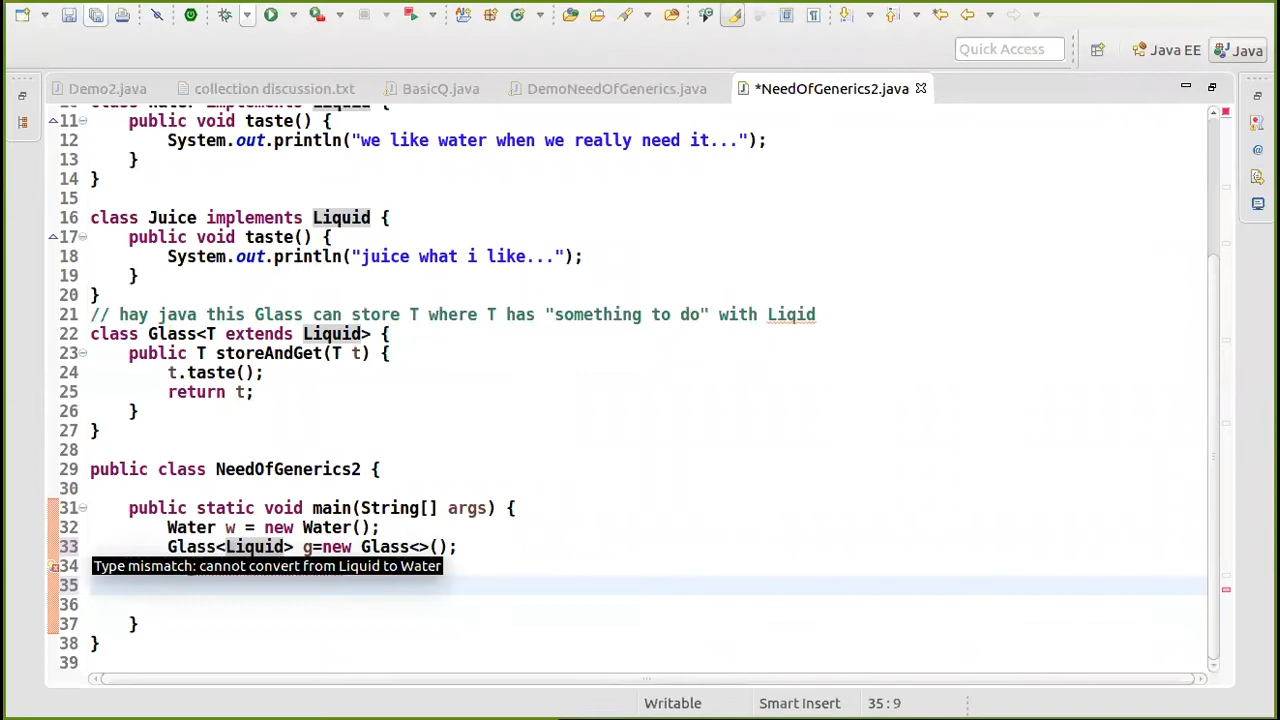 Quick Access
Java EE
Java
Demo2.java
collection discussion.txt
BasicQ.java
DemoNeedOfGenerics.java
*NeedOfGenerics2.java
11 public void taste() {
12 System.out.println("we like water when we really need it...");
13 }
14 }
15
16 class Juice implements Liquid {
17 public void taste() {
18 System.out.println("juice what i like...");
19 }
20 }
21 // hay java this Glass can store T where T has "something to do" with Liqid
22 class Glass<T extends Liquid> {
23 public T storeAndGet(T t) {
24 t.taste();
25 return t;
26 }
27 }
28
29 public class NeedOfGenerics2 {
30
31 public static void main(String[] args) {
32 Water w = new Water();
33 Glass<Liquid> g=new Glass<>();
34 Type mismatch: cannot convert from Liquid to Water
35
36
37 }
38 }
39
Writable
Smart Insert
35 : 9